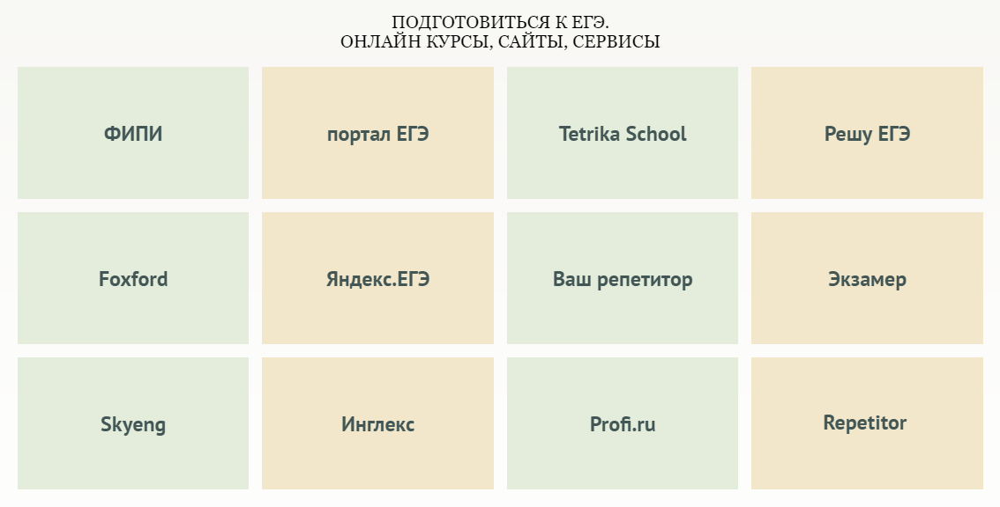 ПОДГОТОВИТЬСЯ К ЕГЭ.
ОНЛАЙН КУРСЫ, САЙТЫ, СЕРВИСЫ
ФИПИ
портал ЕГЭ
Tetrika School
Решу ЕГЭ
Foxford
Яндекс.ЕГЭ
Ваш репетитор
Экзамер
Skyeng
Инглекс
Profi.ru
Repetitor